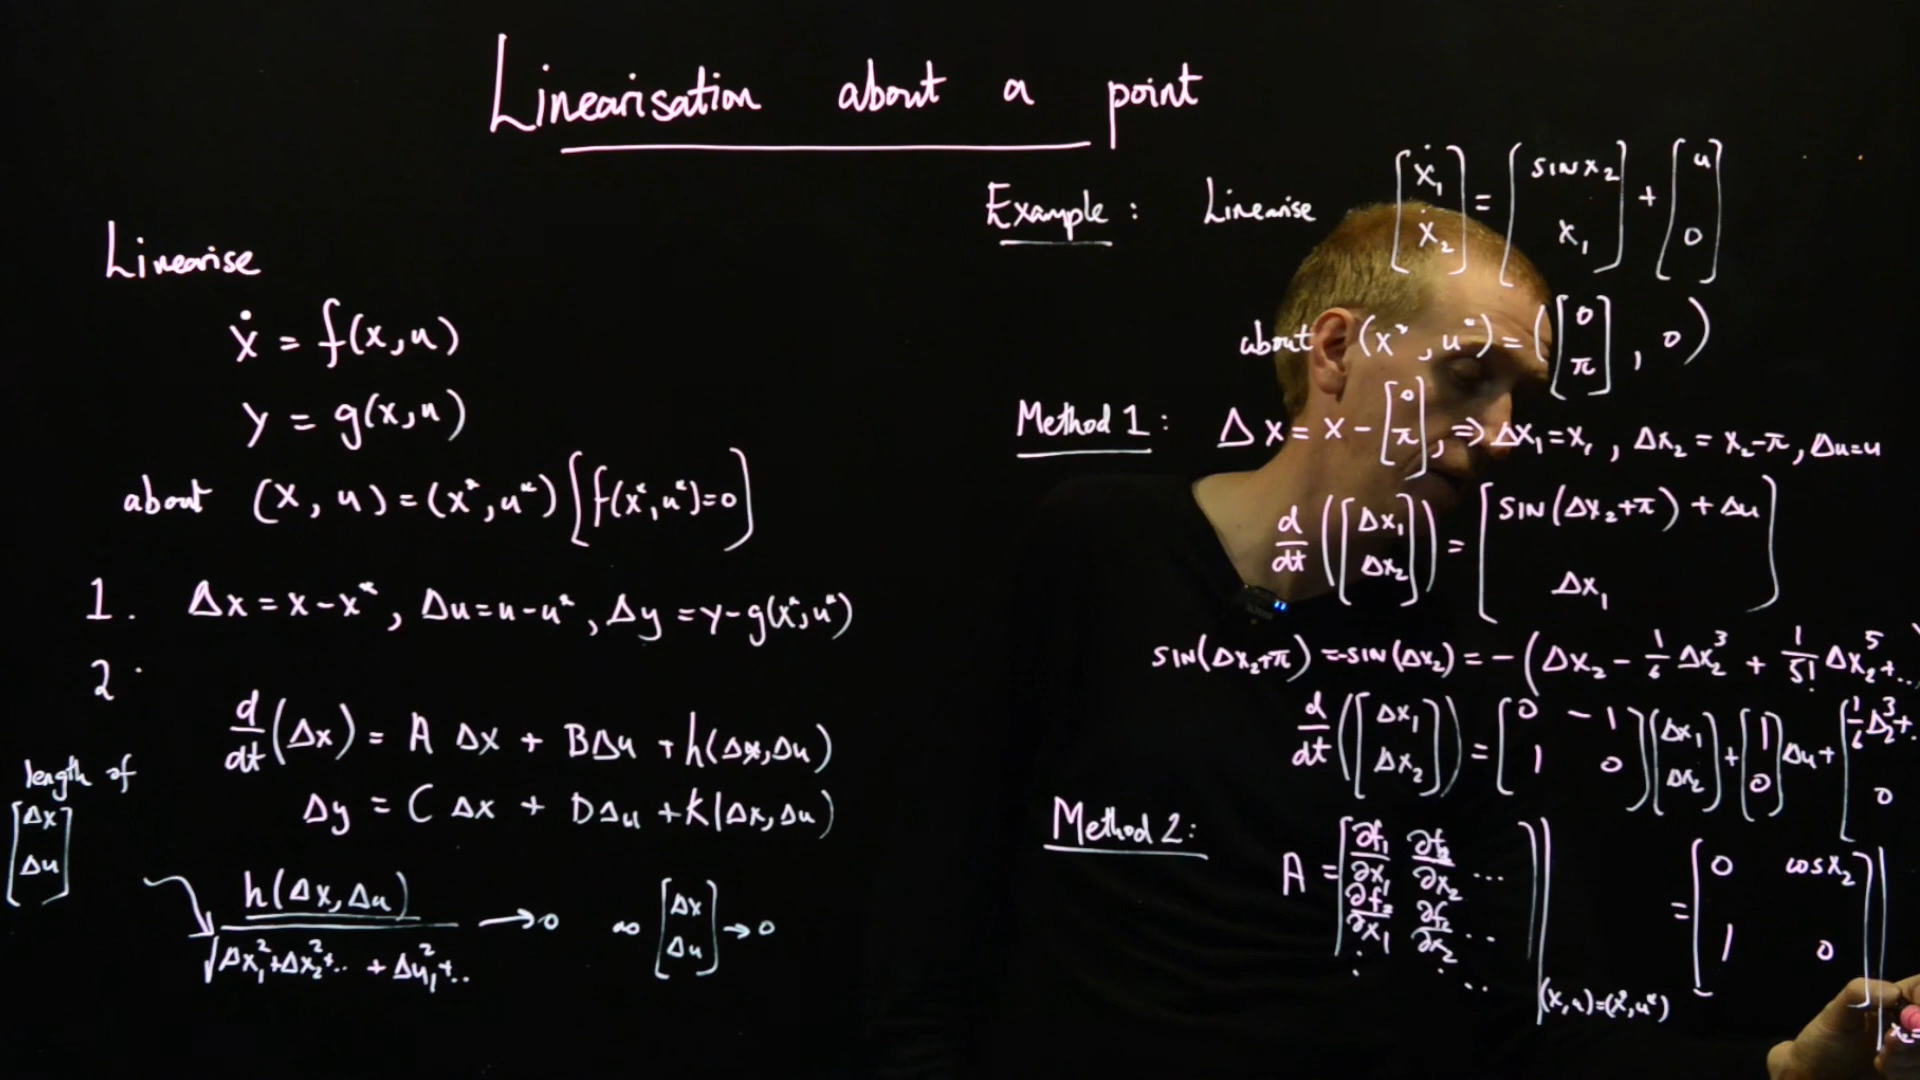 Linearisation about a point
Linearise
ẋ = f(x,u)
y = g(x,u)
about (x, u) = (x*, u*) [f(x*,u*)=0]
1. Δx = x-x*, Δu = u-u*, Δy = y-g(x*,u*)
2.
d/dt (Δx) = A Δx + BΔu + h(Δx,Δu)
Δy = C Δx + DΔu + K(Δx,Δu)
length of
[Δx
Δu]
h(Δx,Δu) / √Δx₁²+Δx₂²+.. + Δu₁²+.. → 0 as [Δx; Δu] → 0
Example: Linearise [ẋ₁; ẋ₂] = [sin x₂; x₁] + [u; 0]
about (x*, u*) = ([0; π], 0)
Method 1: Δx = x - [0; π], ⇒ Δx₁=x₁, Δx₂ = x₂-π, Δu=u
d/dt ([Δx₁; Δx₂]) = [SIN(Δx₂+π) + Δu; Δx₁]
SIN(Δx₂+π) = -SIN(Δx₂) = -(Δx₂ - 1/6 Δx₂³ + 1/5! Δx₂⁵+..)
d/dt ([Δx₁; Δx₂]) = [0 -1; 1 0] [Δx₁; Δx₂] + [1; 0] Δu + [1/6 Δ₂³+..; 0
Method 2: A = [∂f₁/∂x₁ ∂f₂/∂x₂ ...; ∂f₂/∂x₁ ∂f₂/∂x₂ ..; : : ..]|(x,u)=(x*,u*) = [0 cos x₂; 1 0]|x₂=